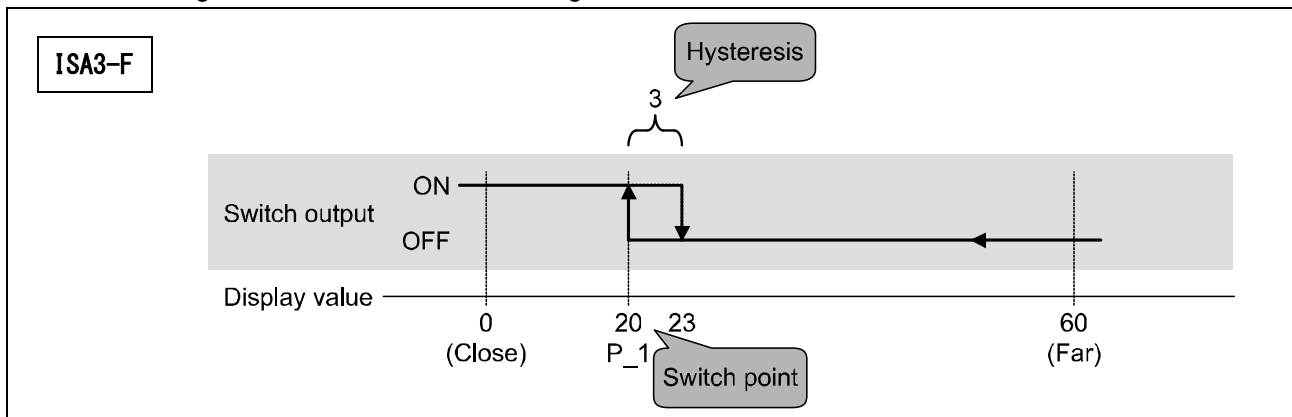 ISA3-F
Hysteresis
3
ON
Switch output
OFF
Display value
0 20 23 60
(Close) P_1 (Far)
Switch point